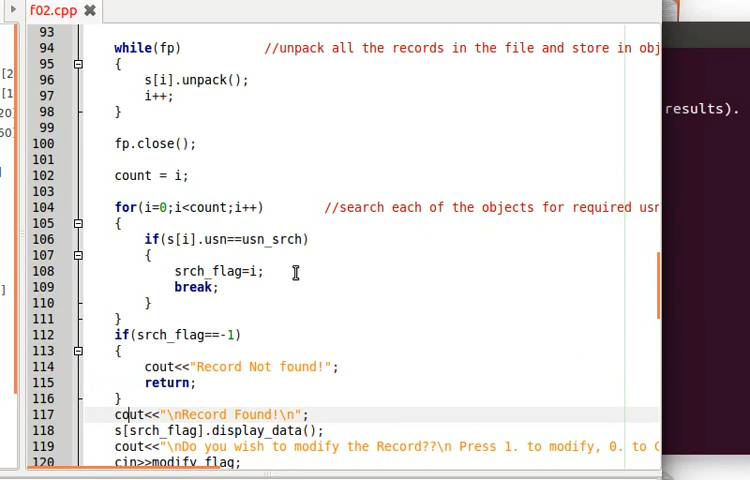 f02.cpp
93
94 while(fp) //unpack all the records in the file and store in obj
[2
95 {
96 s[i].unpack();
[1
97 i++;
results).
20)
98 }
60]
99
100 fp.close();
101
102 count = i;
103
104 for(i=0;i<count;i++) //search each of the objects for required usn
105 {
106 if(s[i].usn==usn_srch)
107 {
108 srch_flag=i;
]
109 break;
110 }
111 }
112 if(srch_flag==-1)
113 {
114 cout<<"Record Not found!";
115 return;
116 }
117 cout<<"\nRecord Found!\n";
118 s[srch_flag].display_data();
119 cout<<"\nDo you wish to modify the Record??\n Press 1. to modify, 0. to
120 cin>>modify_flag;